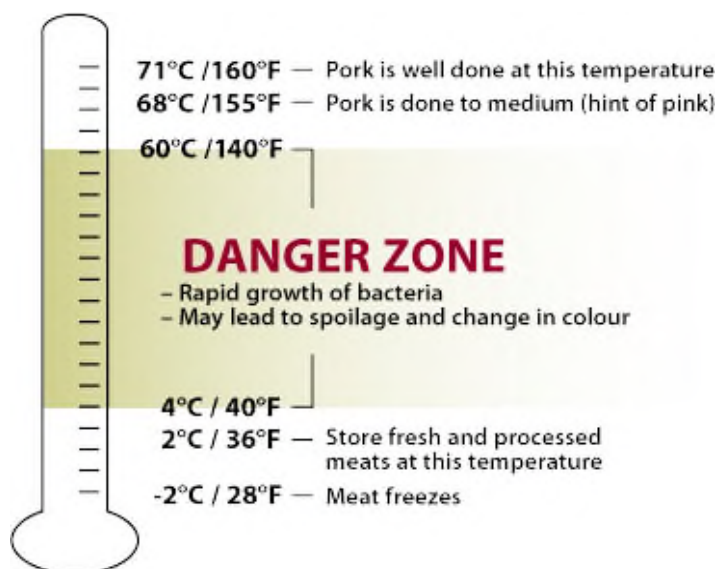 71°C /160°F — Pork is well done at this temperature
68°C /155°F — Pork is done to medium (hint of pink)
60°C /140°F
DANGER ZONE
– Rapid growth of bacteria
– May lead to spoilage and change in colour
4°C / 40°F
2°C / 36°F — Store fresh and processed
meats at this temperature
-2°C / 28°F — Meat freezes